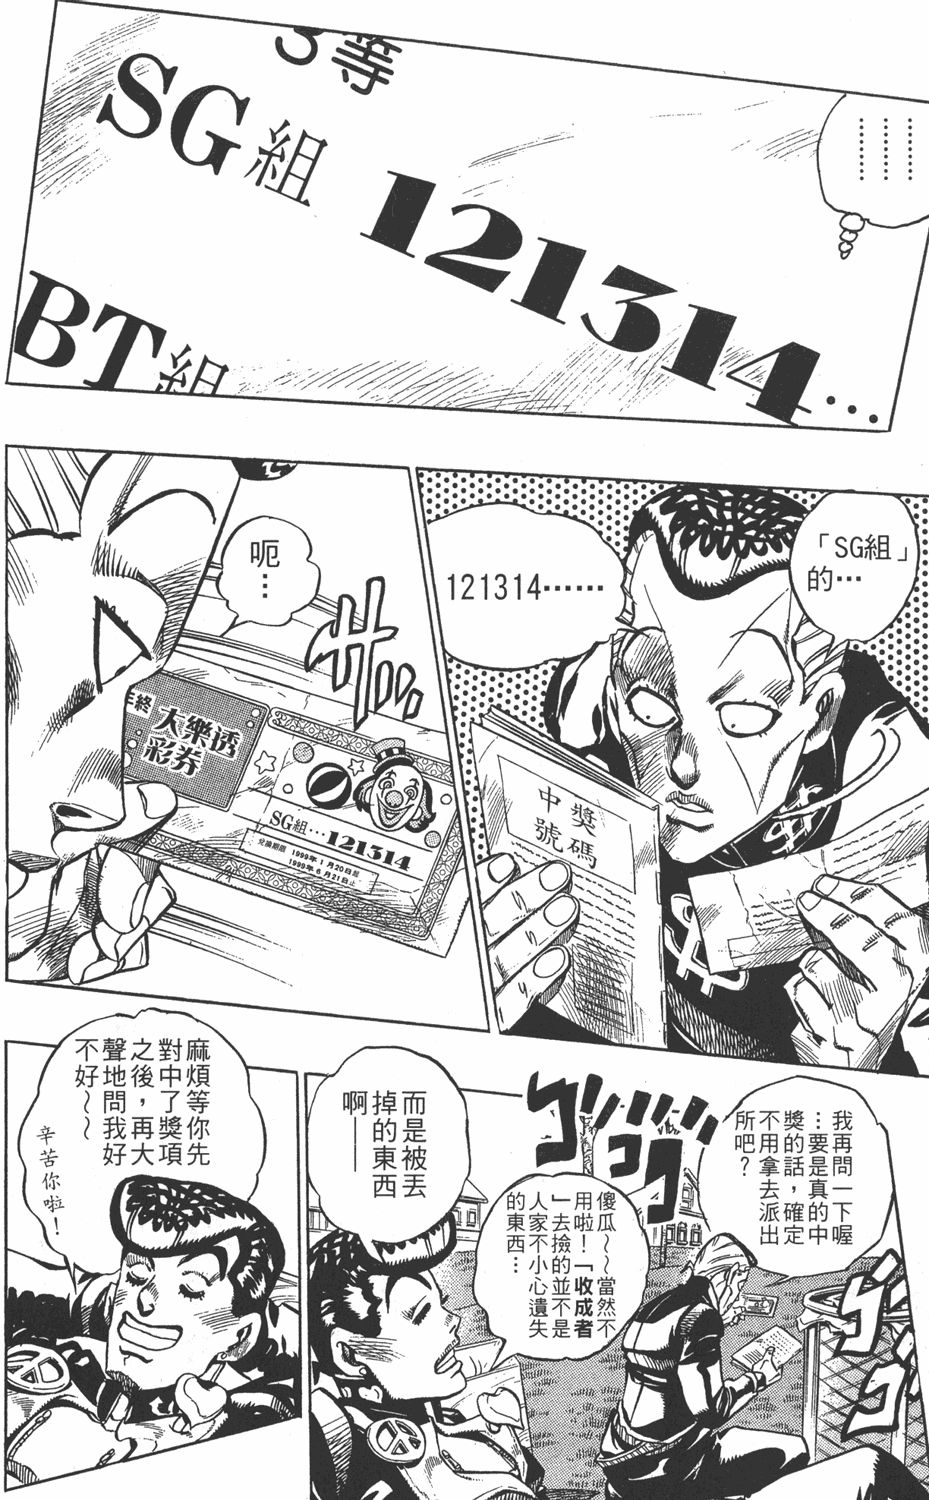 3等
SG組 121314…
BT組
………
「SG組」
的…
121314……
中獎
號碼
呃…
年終
大樂透
彩券
SG組…121314
兌換期限 1999年1月20日起
1999年6月21日止
我再問一下喔
…要是真的中
獎的話,確定
不用拿去派出
所吧?
傻瓜~~當然不
用啦!「收成者
」去撿的並不是
人家不小心遺失
的東西…
而是被丟
掉的東西
啊——
麻煩等你先
對中了獎項
之後,再大
聲地問我好
不好~~
辛苦你啦!